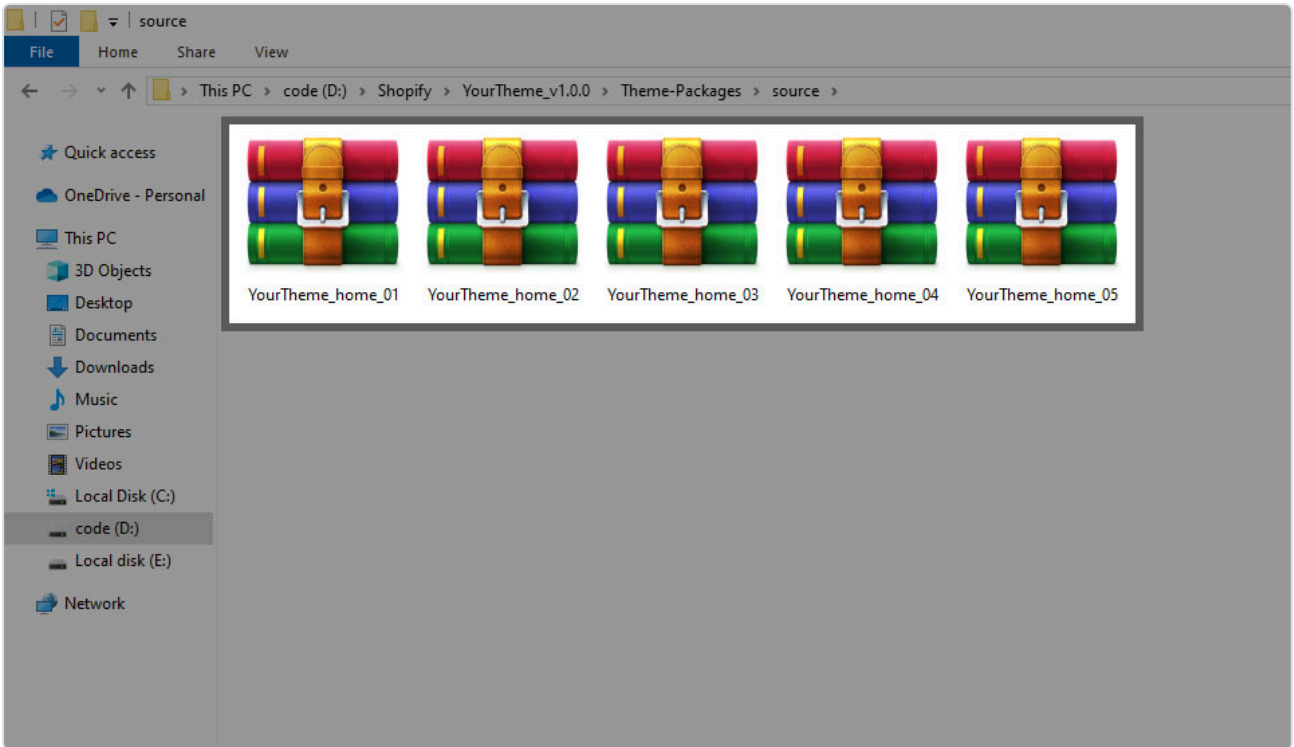 source
File Home Share View
This PC > code (D:) > Shopify > YourTheme_v1.0.0 > Theme-Packages > source >
Quick access
OneDrive - Personal
This PC
3D Objects
Desktop
Documents
Downloads
Music
Pictures
Videos
Local Disk (C:)
code (D:)
Local disk (E:)
Network
YourTheme_home_01 YourTheme_home_02 YourTheme_home_03 YourTheme_home_04 YourTheme_home_05